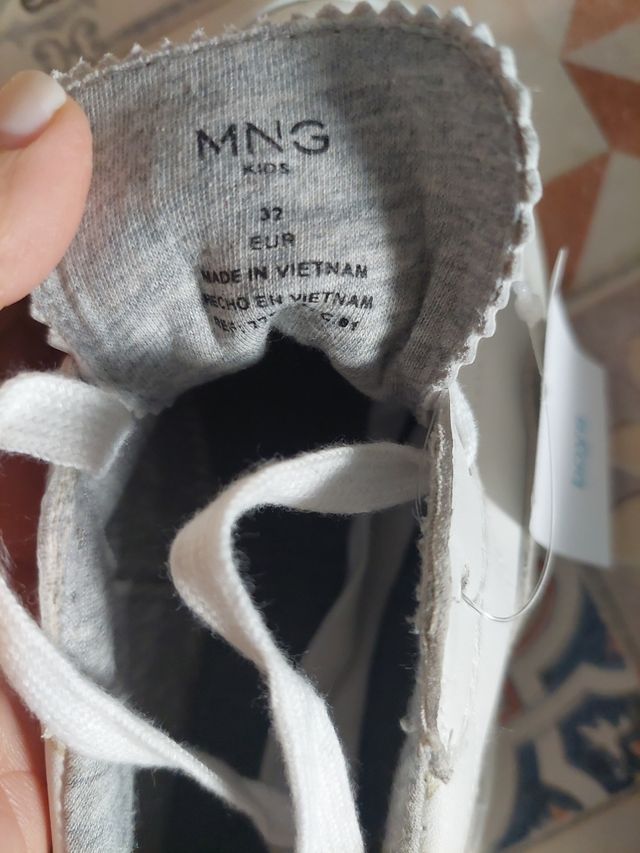 MNG
KIDS
32
EUR
MADE IN VIETNAM
HECHO EN VIETNAM